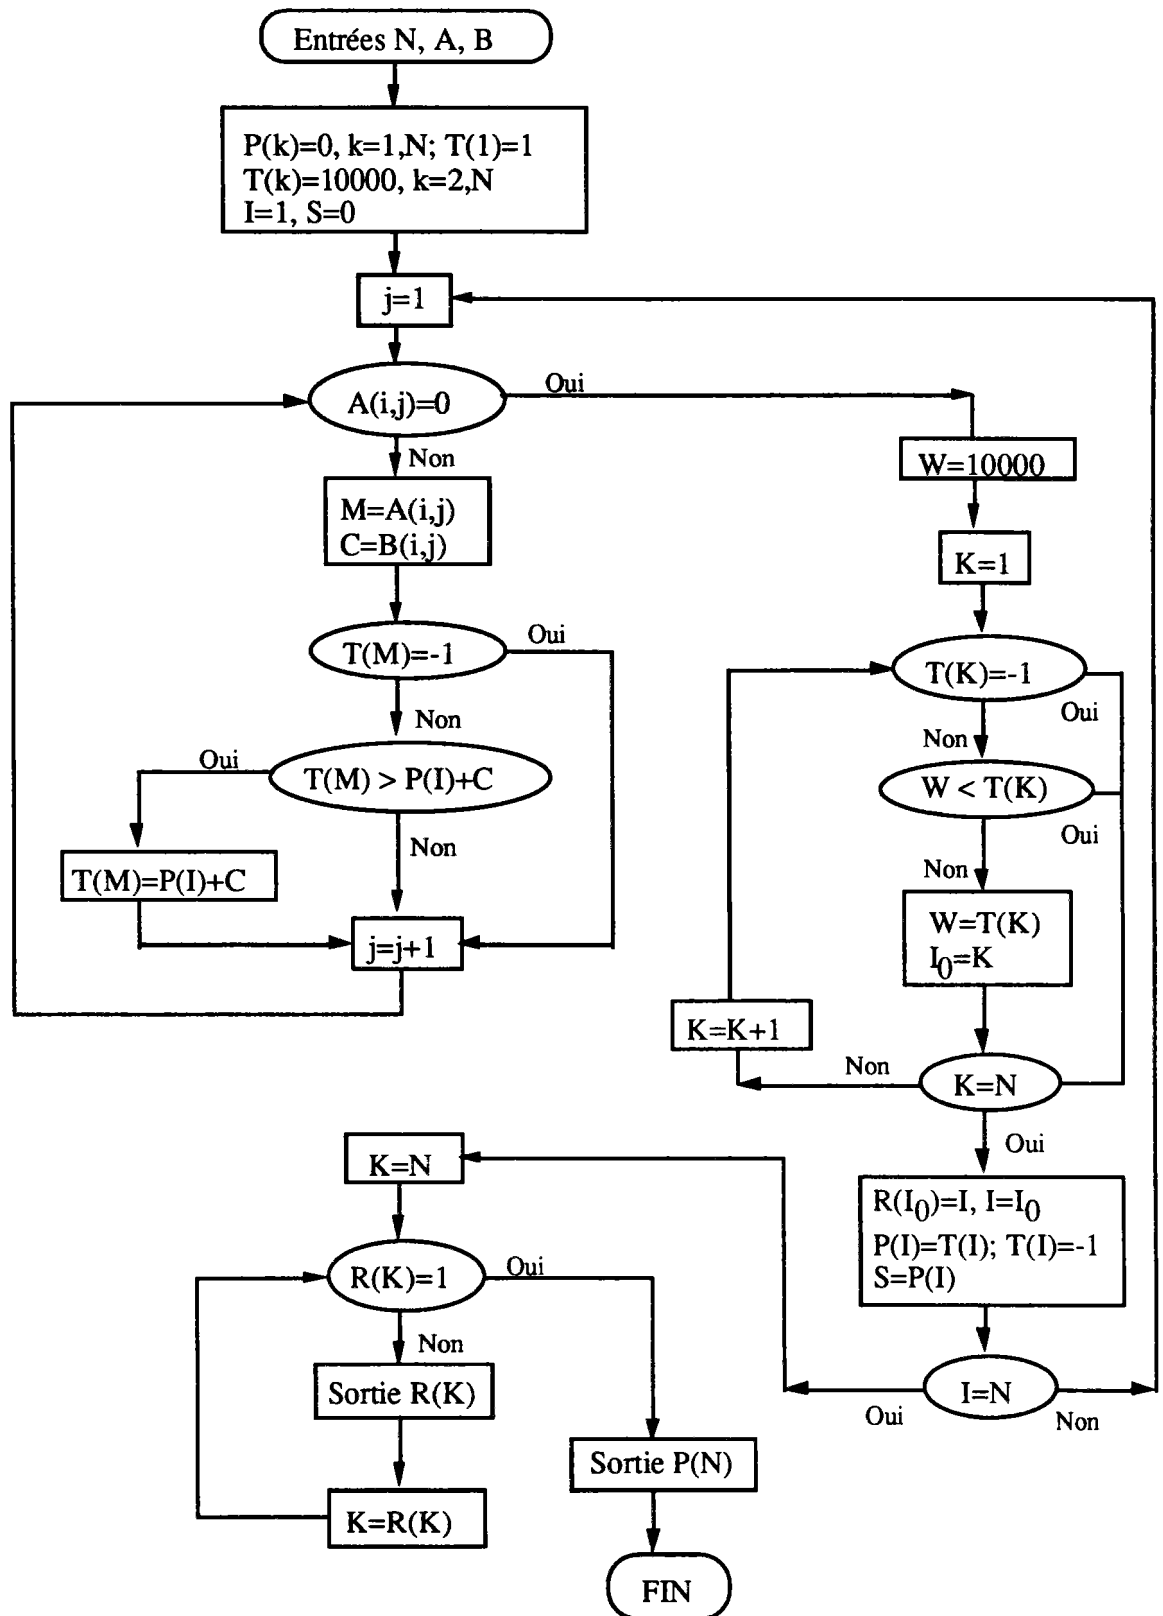 Entrées N, A, B
P(k)=0, k=1,N; T(1)=1
T(k)=10000, k=2,N
I=1, S=0
j=1
A(i,j)=0
Oui
Non
M=A(i,j)
C=B(i,j)
T(M)=-1
Oui
Non
T(M) > P(I)+C
Oui
Non
T(M)=P(I)+C
j=j+1
W=10000
K=1
T(K)=-1
Oui
Non
W < T(K)
Oui
Non
W=T(K)
I0=K
K=K+1
Non
K=N
Oui
R(I0)=I, I=I0
P(I)=T(I); T(I)=-1
S=P(I)
I=N
Oui
Non
K=N
R(K)=1
Oui
Non
Sortie R(K)
K=R(K)
Sortie P(N)
FIN